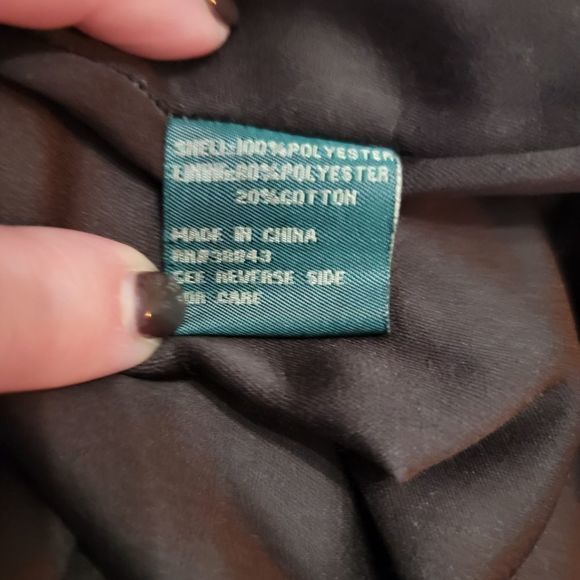 SHELL:100%POLYESTER
LINING:80%POLYESTER
20%COTTON
MADE IN CHINA
RN#38843
SEE REVERSE SIDE
FOR CARE